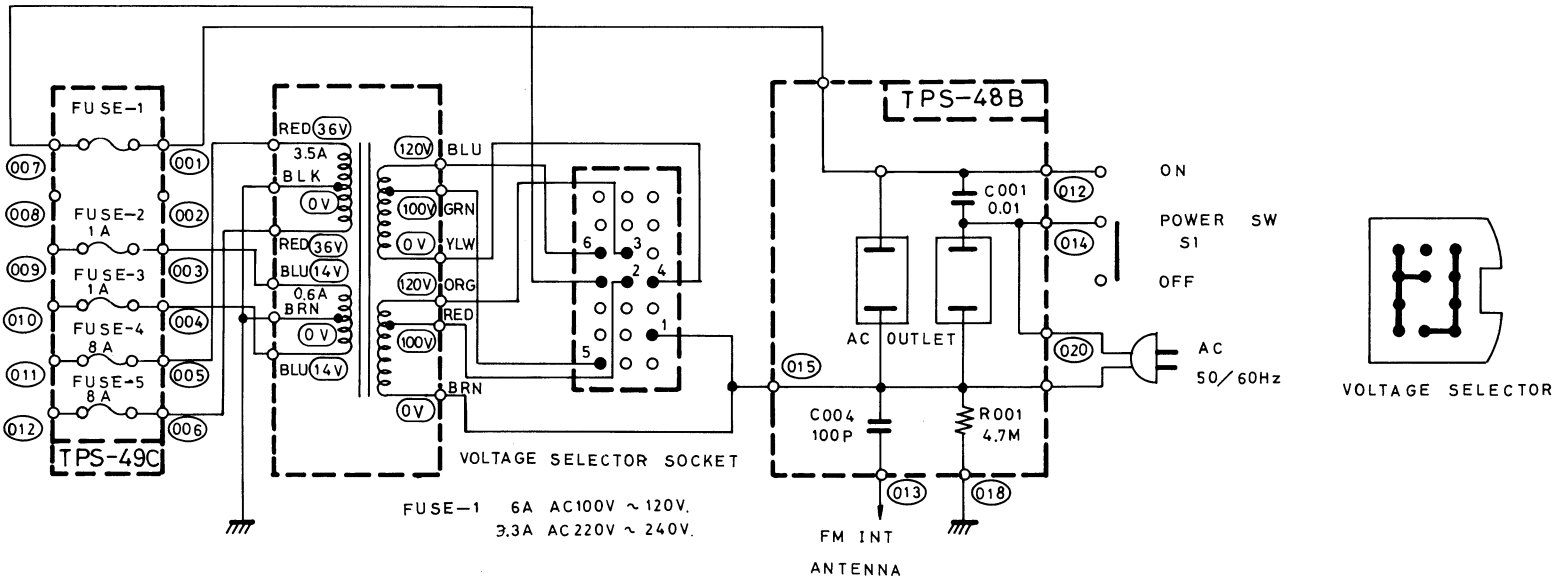 FUSE-1
007
001
008
002
FUSE-2
1A
009
003
FUSE-3
1A
010
004
FUSE-4
8A
011
005
FUSE-5
8A
012
006
TPS-49C
RED 36V
3.5A
BLK
0V
RED 36V
BLU 14V
0.6A
BRN
0V
BLU 14V
120V BLU
100V GRN
0V YLW
120V ORG
RED
100V
BRN
0V
6 3
2 4
1
5
VOLTAGE SELECTOR SOCKET
FUSE-1 6A AC100V ~ 120V.
3.3A AC220V ~ 240V.
TPS-48B
C001
0.01
AC OUTLET
015
C004
100P
R001
4.7M
013
018
FM INT
ANTENNA
012
014
020
ON
POWER SW
S1
OFF
AC
50/60Hz
VOLTAGE SELECTOR